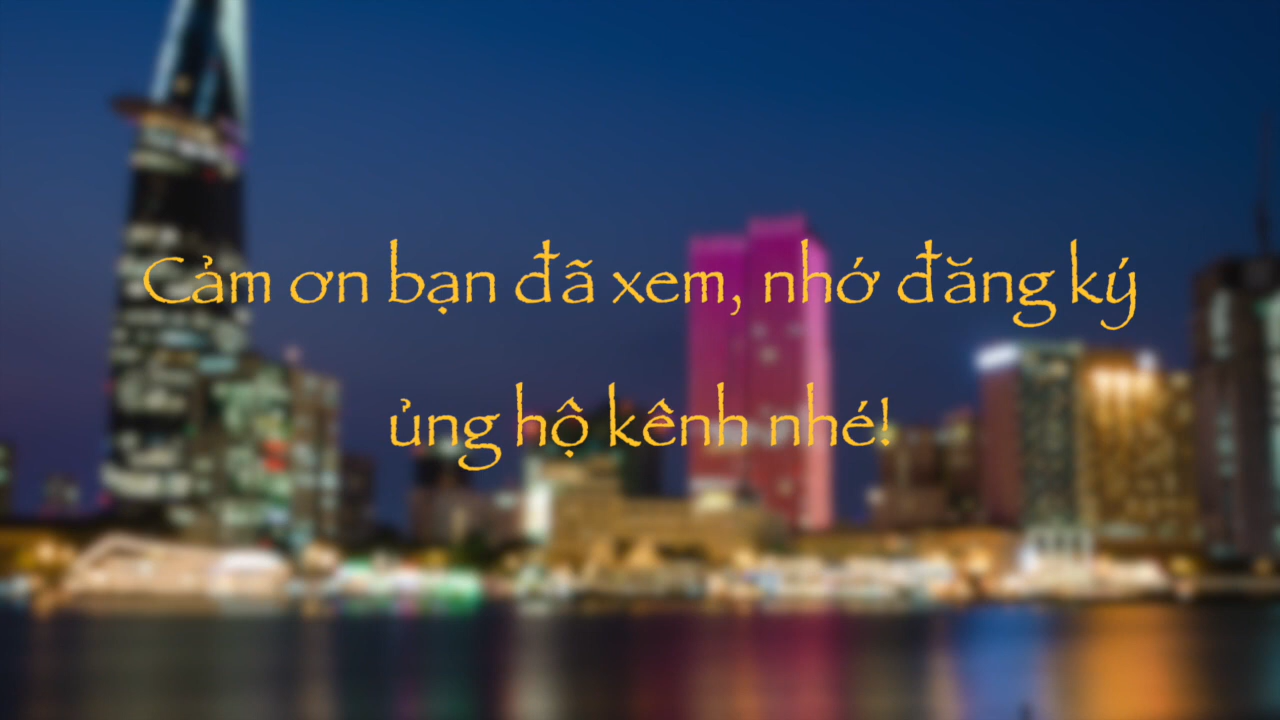 Cảm ơn bạn đã xem, nhớ đăng ký
ủng hộ kênh nhé!